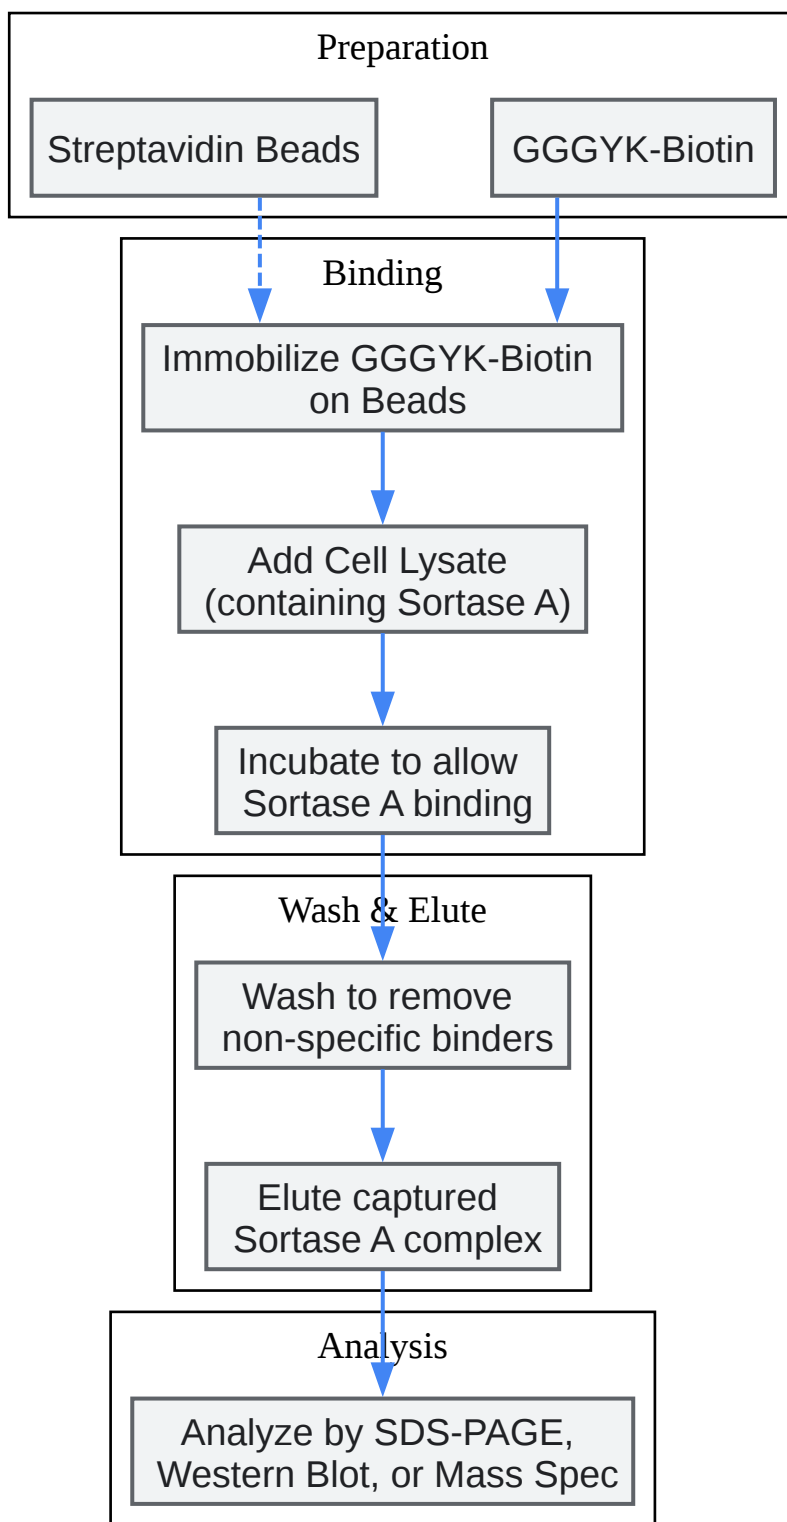 Preparation
Streptavidin Beads
GGGYK-Biotin
Binding
Immobilize GGGYK-Biotin
on Beads
Add Cell Lysate
(containing Sortase A)
Incubate to allow
Sortase A binding
Wash & Elute
Wash to remove
non-specific binders
Elute captured
Sortase A complex
Analysis
Analyze by SDS-PAGE,
Western Blot, or Mass Spec